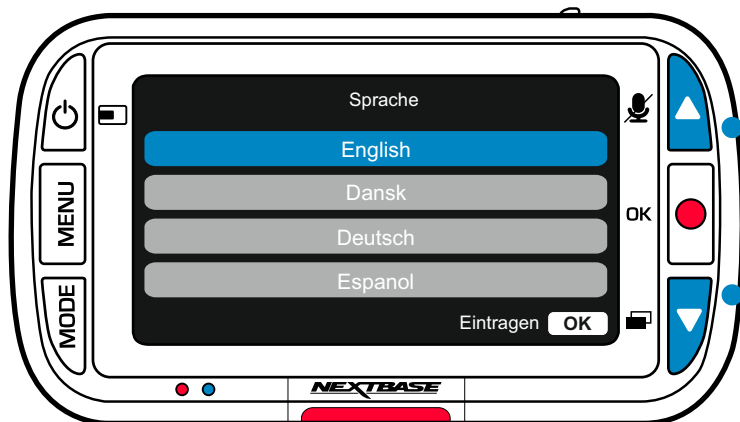 Sprache
English
Dansk
MENU
OK
Deutsch
Espanol
MODE
Eintragen OK
NEXTBASE